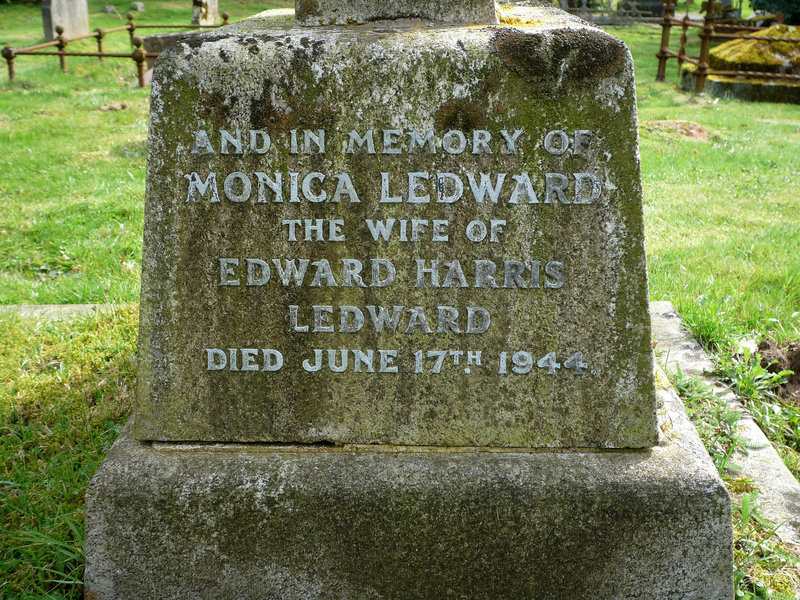 AND IN MEMORY OF
MONICA LEDWARD
THE WIFE OF
EDWARD HARRIS
LEDWARD
DIED JUNE 17TH. 1944.